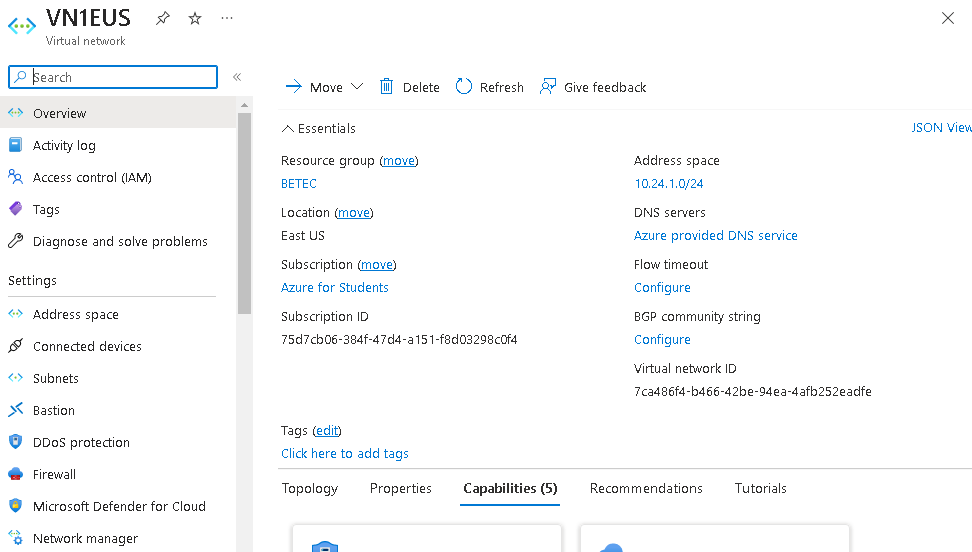 VN1EUS
Virtual network
Search
Overview
Activity log
Access control (IAM)
Tags
Diagnose and solve problems
Settings
Address space
Connected devices
Subnets
Bastion
DDoS protection
Firewall
Microsoft Defender for Cloud
Network manager
Move Delete Refresh Give feedback
Essentials JSON View
Resource group (move)
BETEC
Location (move)
East US
Subscription (move)
Azure for Students
Subscription ID
75d7cb06-384f-47d4-a151-f8d03298c0f4
Address space
10.24.1.0/24
DNS servers
Azure provided DNS service
Flow timeout
Configure
BGP community string
Configure
Virtual network ID
7ca486f4-b466-42be-94ea-4afb252eadfe
Tags (edit)
Click here to add tags
Topology Properties Capabilities (5) Recommendations Tutorials